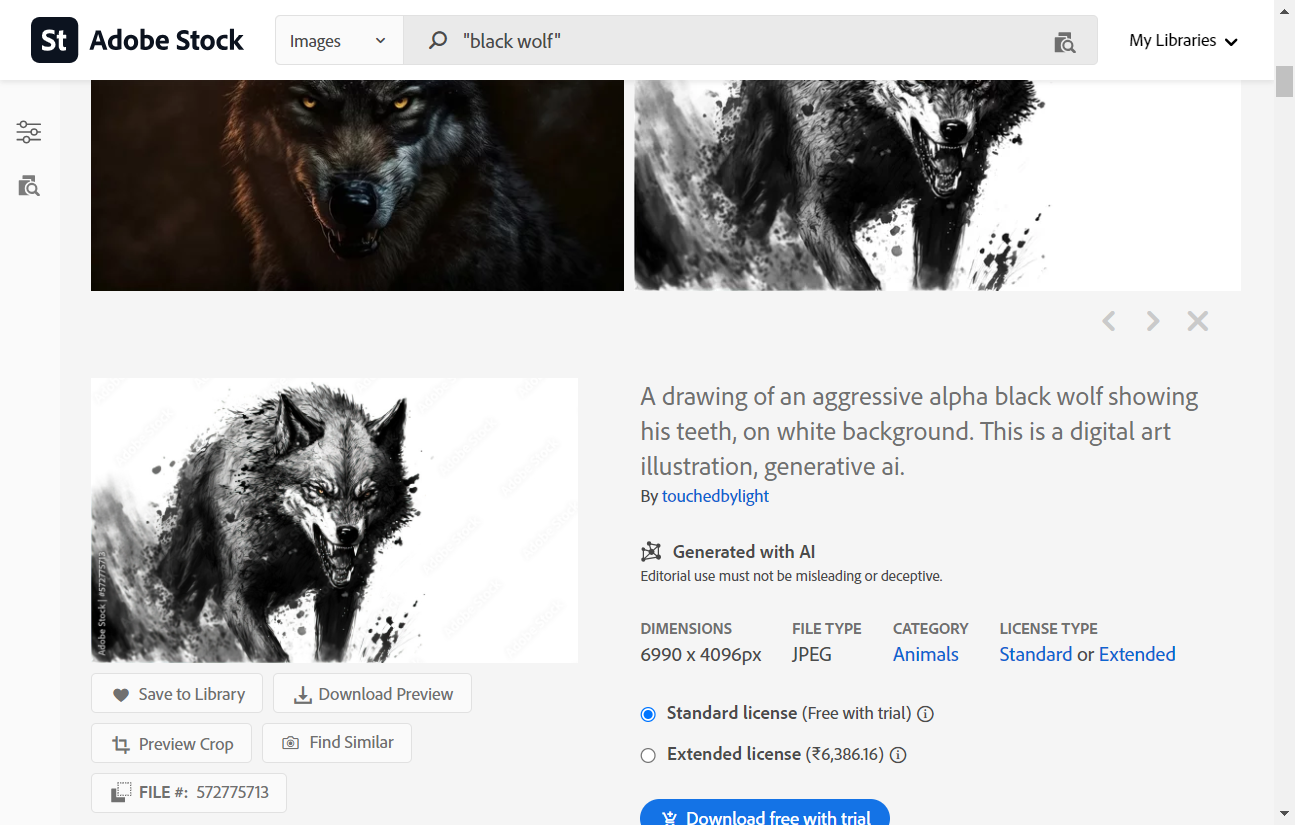 St Adobe Stock
Images
"black wolf"
My Libraries
A drawing of an aggressive alpha black wolf showing
his teeth, on white background. This is a digital art
illustration, generative ai.
By touchedbylight
Generated with AI
Editorial use must not be misleading or deceptive.
DIMENSIONS FILE TYPE CATEGORY LICENSE TYPE
6990 x 4096px JPEG Animals Standard or Extended
Standard license (Free with trial)
Extended license (₹6,386.16)
Download free with trial
Adobe Stock | #572775713
Save to Library
Download Preview
Preview Crop
Find Similar
FILE #: 572775713